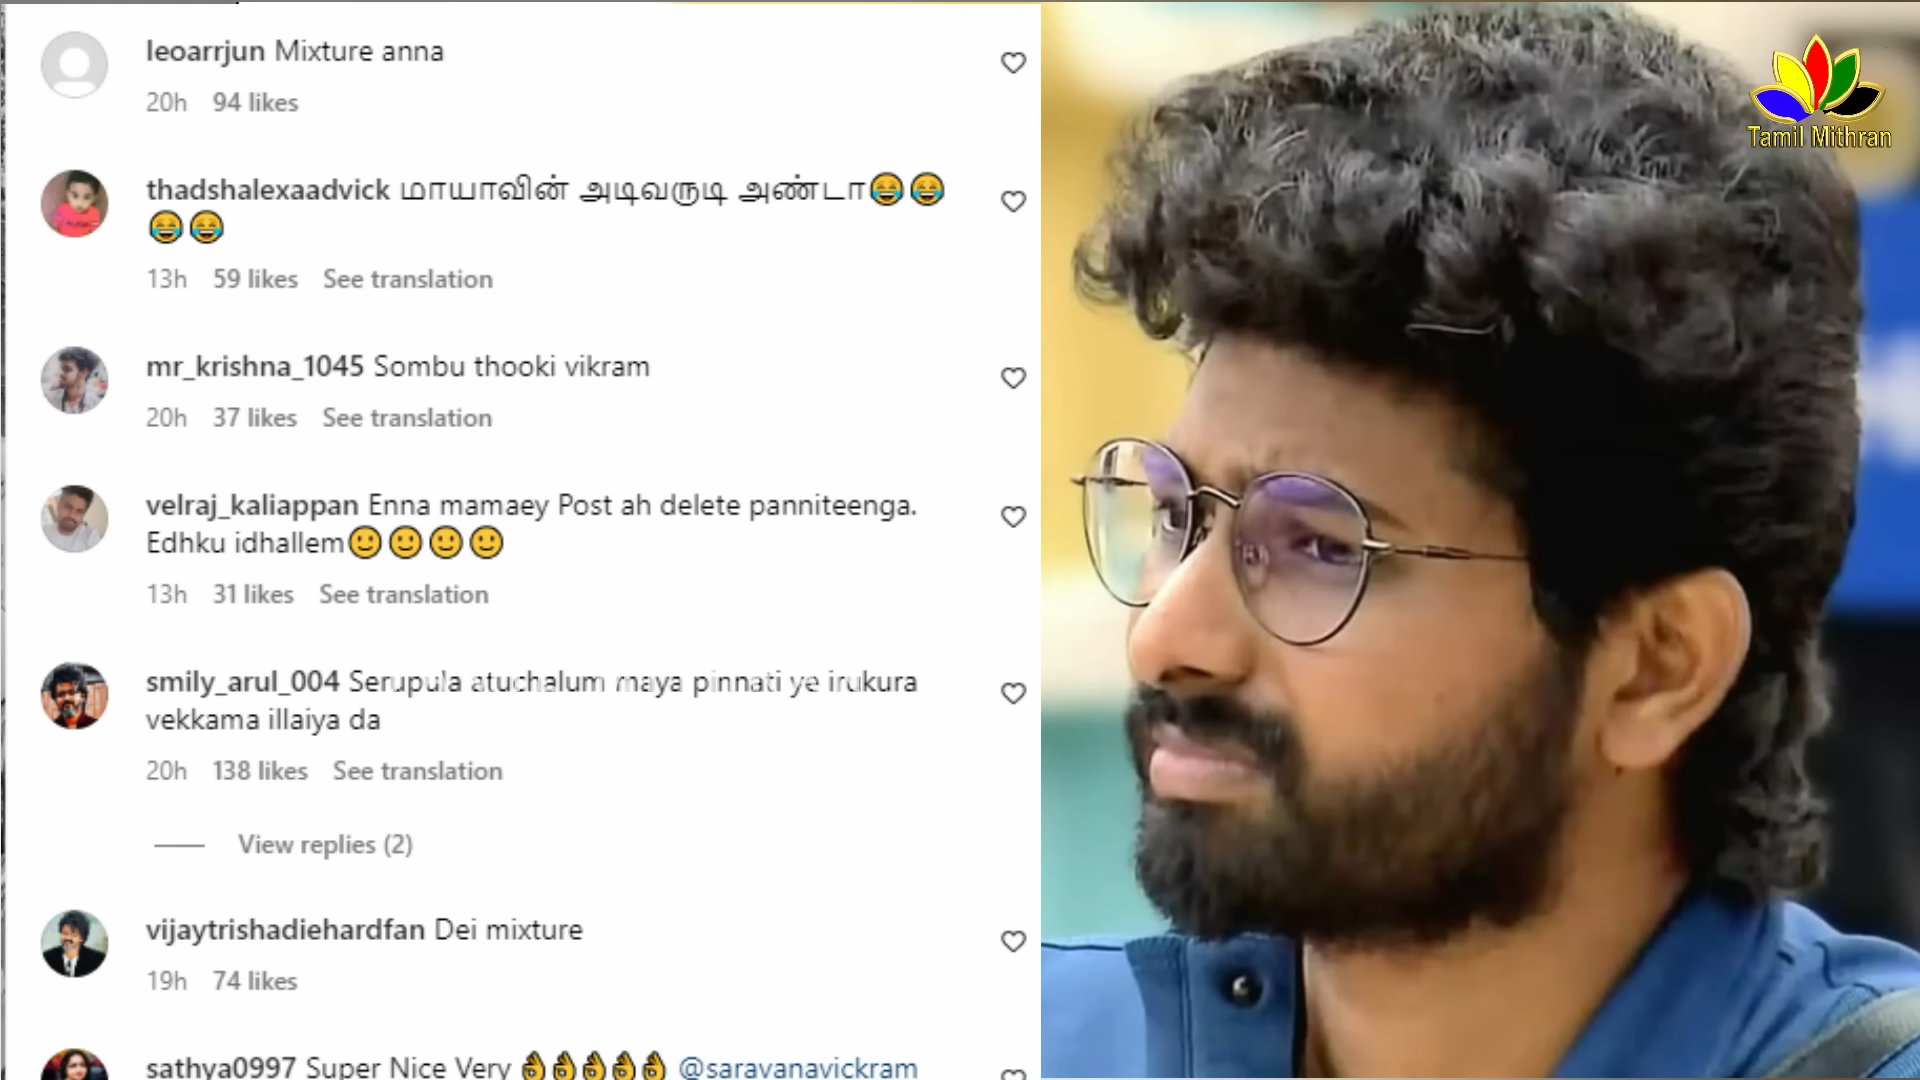 leoarrjun Mixture anna
20h 94 likes
thadshalexaadvick மாயாவின் அடிவருடி அண்டா😂😂
😂😂
13h 59 likes See translation
mr_krishna_1045 Sombu thooki vikram
20h 37 likes See translation
velraj_kaliappan Enna mamaey Post ah delete panniteenga.
Edhku idhallem🙂🙂🙂🙂
13h 31 likes See translation
smily_arul_004 Serupula atuchalum maya pinnati ye irukura
vekkama illaiya da
20h 138 likes See translation
View replies (2)
vijaytrishadiehardfan Dei mixture
19h 74 likes
sathya0997 Super Nice Very 👌👌👌👌👌 @saravanavickram
Tamil Mithran